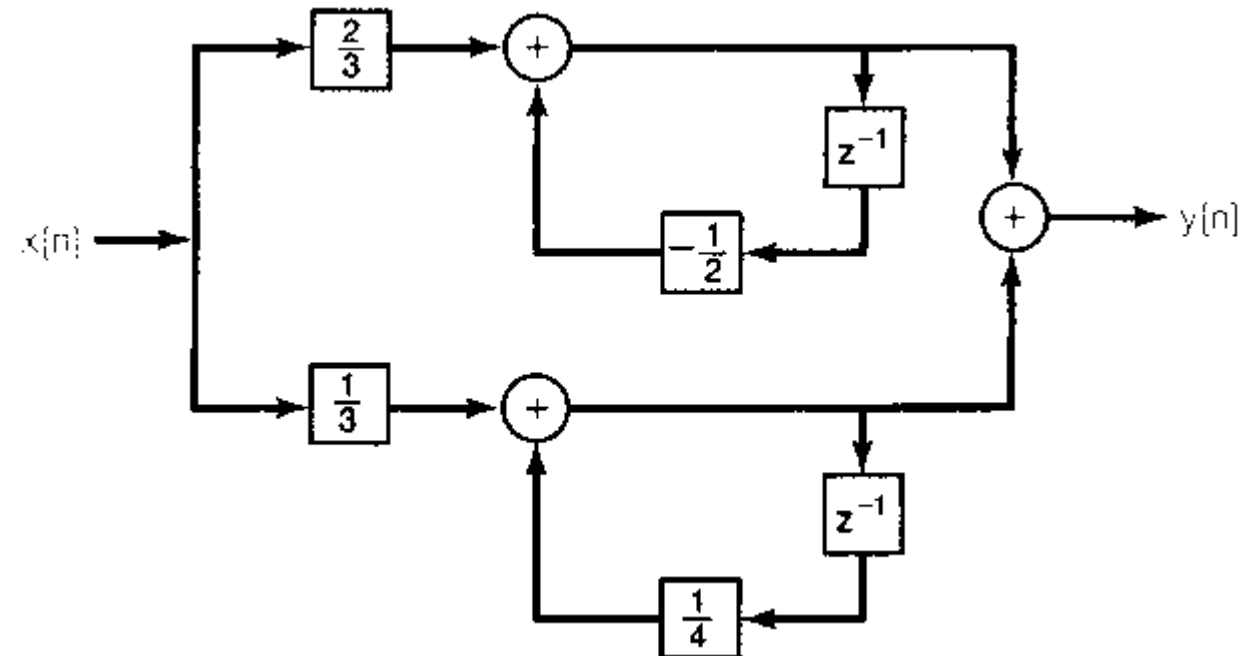 2/3
+
z⁻¹
x[n]
+
y[n]
-1/2
1/3
+
z⁻¹
1/4